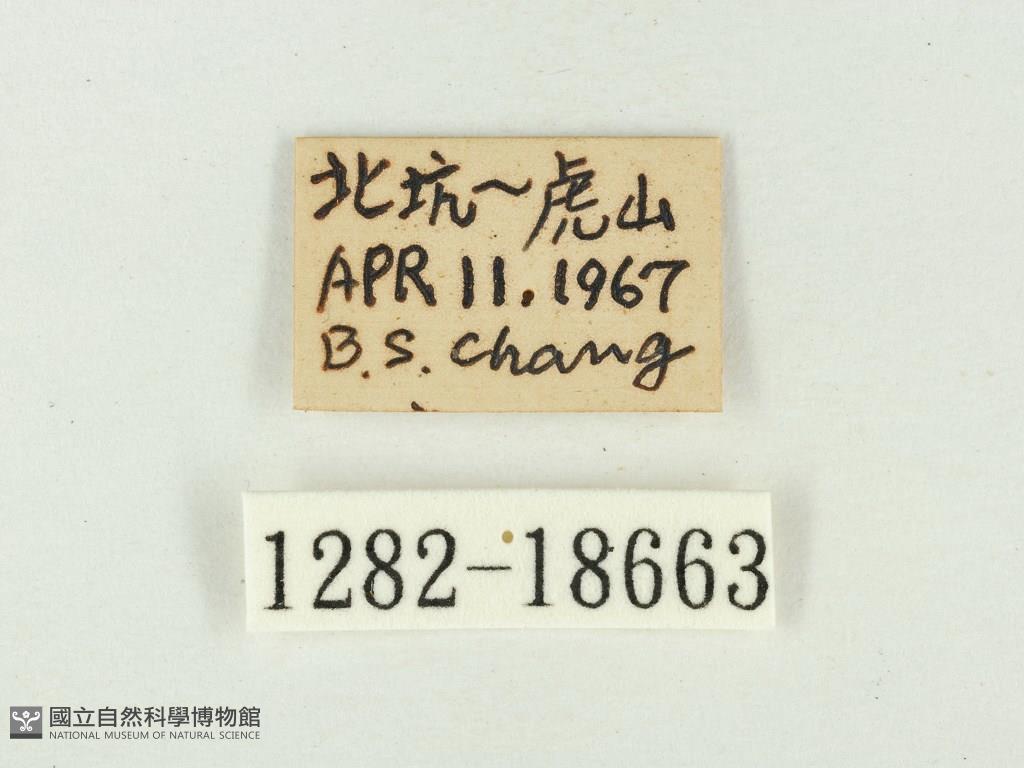 北坑~虎山
APR 11. 1967
B.S. Chang
1282-18663
國立自然科學博物館
NATIONAL MUSEUM OF NATURAL SCIENCE